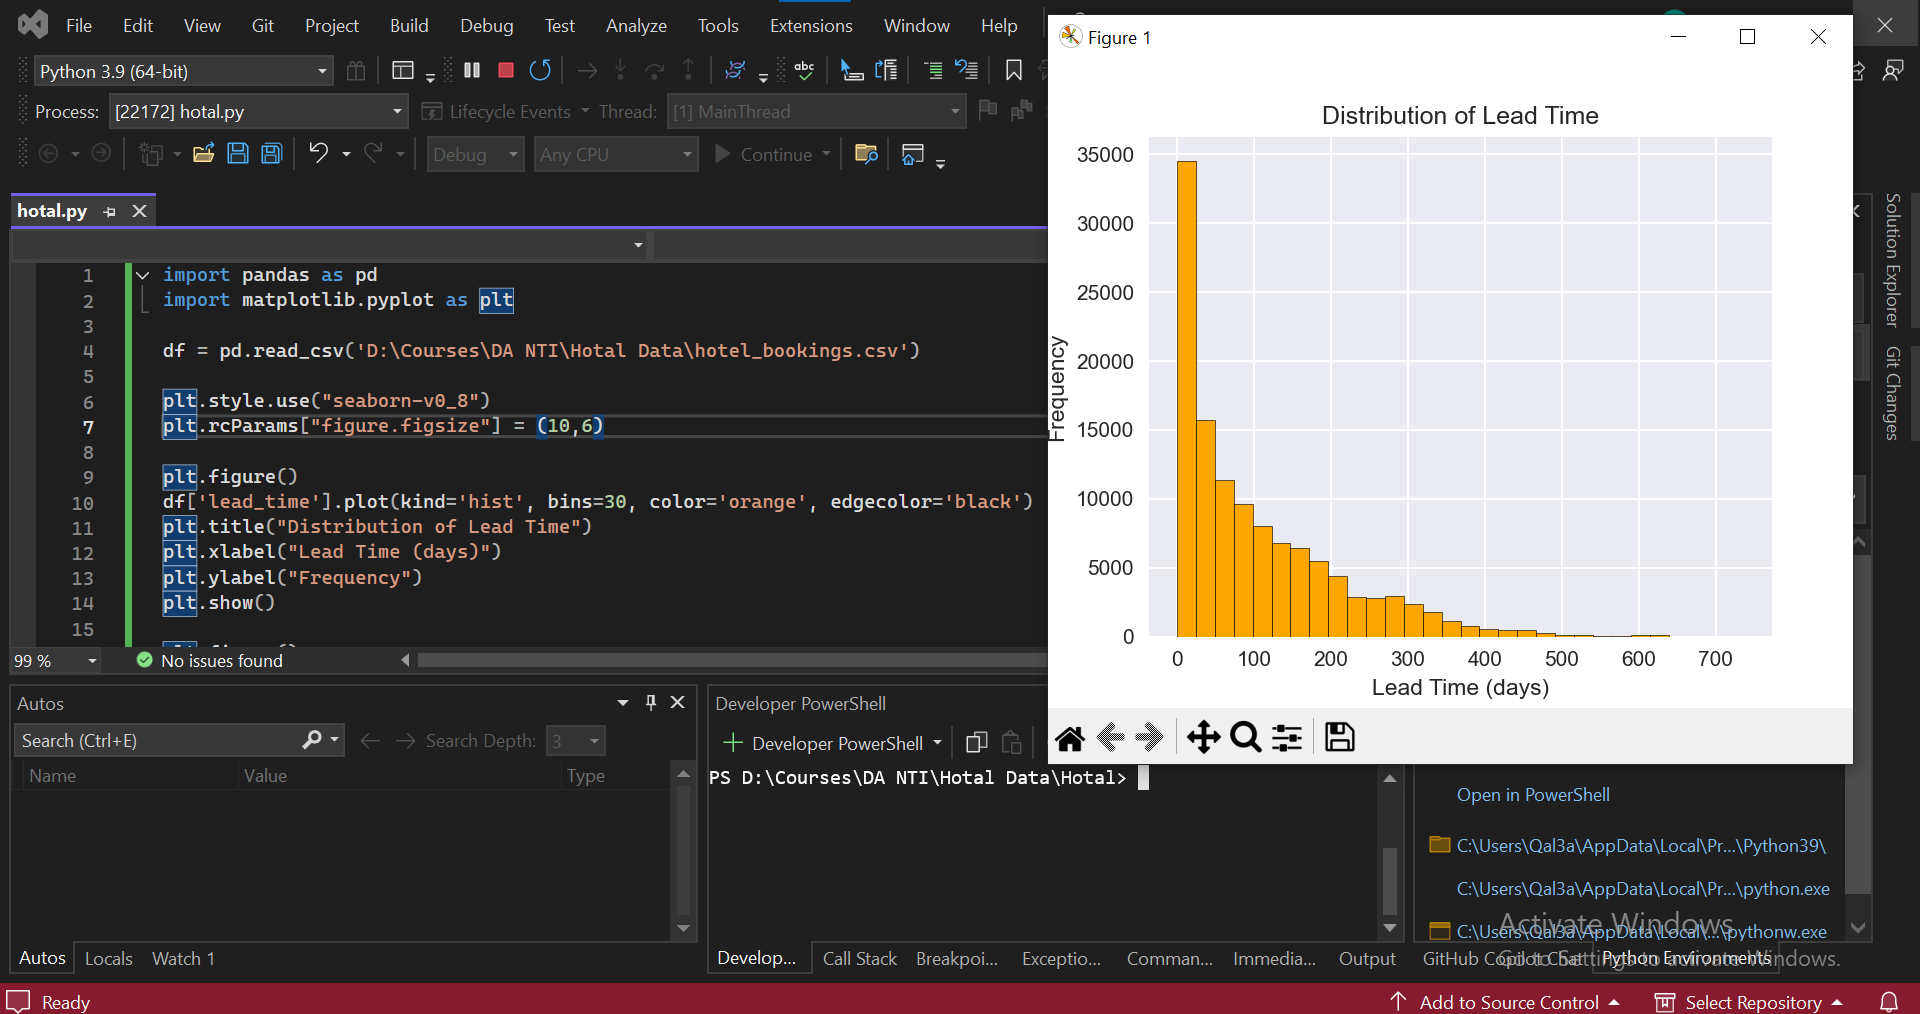 File Edit View Git Project Build Debug Test Analyze Tools Extensions Window Help
Python 3.9 (64-bit)
abc
Process: [22172] hotal.py Lifecycle Events Thread: [1] MainThread
Debug Any CPU Continue
hotal.py
1 import pandas as pd
2 import matplotlib.pyplot as plt
3
4 df = pd.read_csv('D:\Courses\DA NTI\Hotal Data\hotel_bookings.csv')
5
6 plt.style.use("seaborn-v0_8")
7 plt.rcParams["figure.figsize"] = (10,6)
8
9 plt.figure()
10 df['lead_time'].plot(kind='hist', bins=30, color='orange', edgecolor='black')
11 plt.title("Distribution of Lead Time")
12 plt.xlabel("Lead Time (days)")
13 plt.ylabel("Frequency")
14 plt.show()
15
99 % No issues found
Figure 1
Distribution of Lead Time
35000
30000
25000
20000
15000
10000
5000
0
Frequency
0 100 200 300 400 500 600 700
Lead Time (days)
Solution Explorer
Git Changes
Autos
Search (Ctrl+E) Search Depth: 3
Name Value Type
Autos Locals Watch 1
Developer PowerShell
Developer PowerShell
PS D:\Courses\DA NTI\Hotal Data\Hotal>
Develop... Call Stack Breakpoi... Exceptio... Comman... Immedia... Output GitHub Copilot Chat Python Environments
Open in PowerShell
C:\Users\Qal3a\AppData\Local\Pr...\Python39\
C:\Users\Qal3a\AppData\Local\Pr...\python.exe
C:\Users\Qal3a\AppData\Local\...\pythonw.exe
Activate Windows
Go to Settings to activate Windows.
Ready Add to Source Control Select Repository